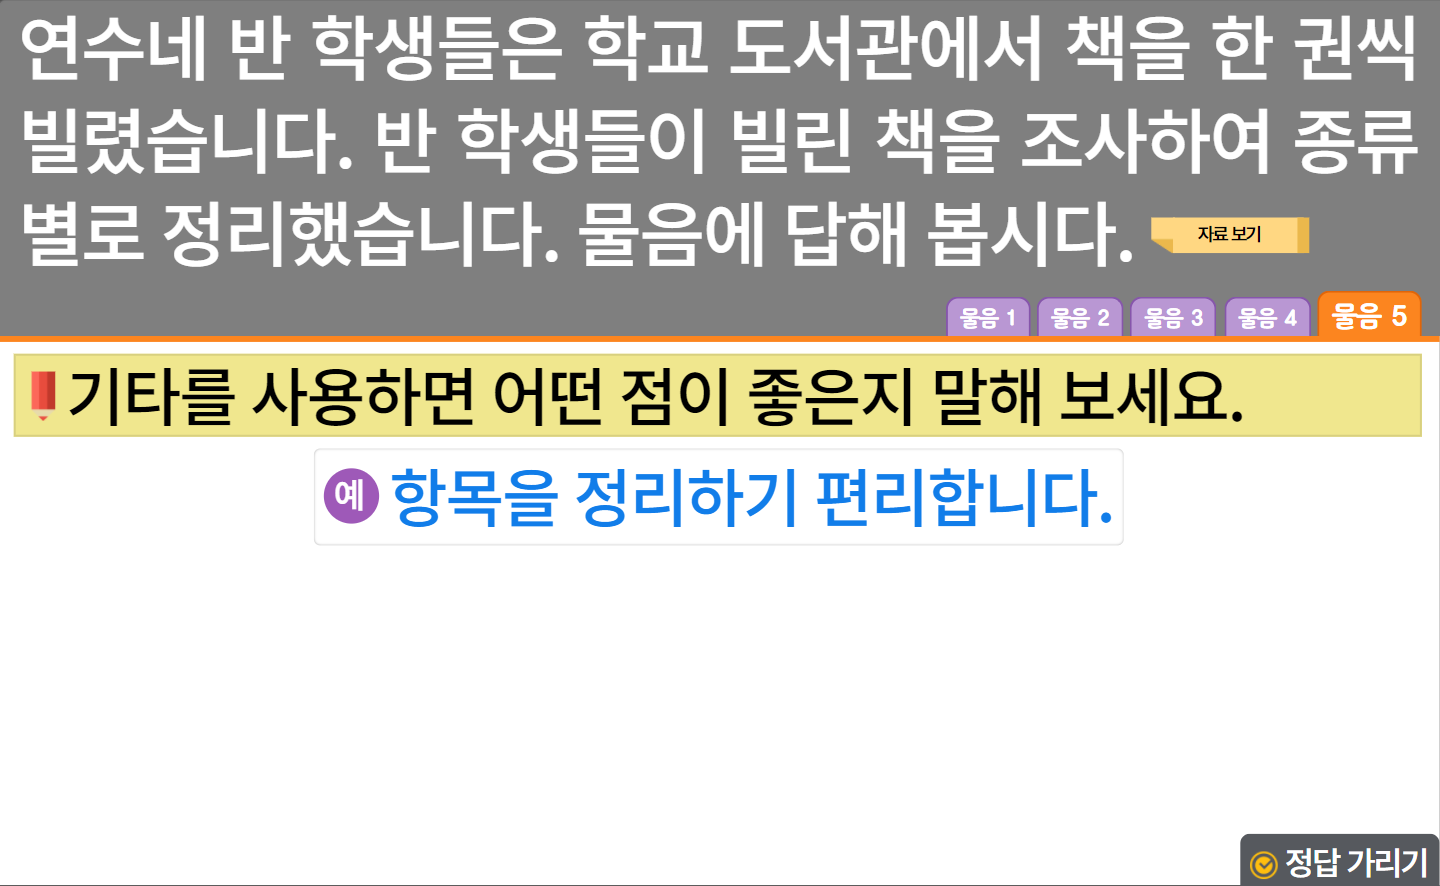 연수네 반 학생들은 학교 도서관에서 책을 한 권씩
빌렸습니다. 반 학생들이 빌린 책을 조사하여 종류
별로 정리했습니다. 물음에 답해 봅시다. 자료 보기
물음 1 물음 2 물음 3 물음 4 물음 5
기타를 사용하면 어떤 점이 좋은지 말해 보세요.
예 항목을 정리하기 편리합니다.
정답 가리기